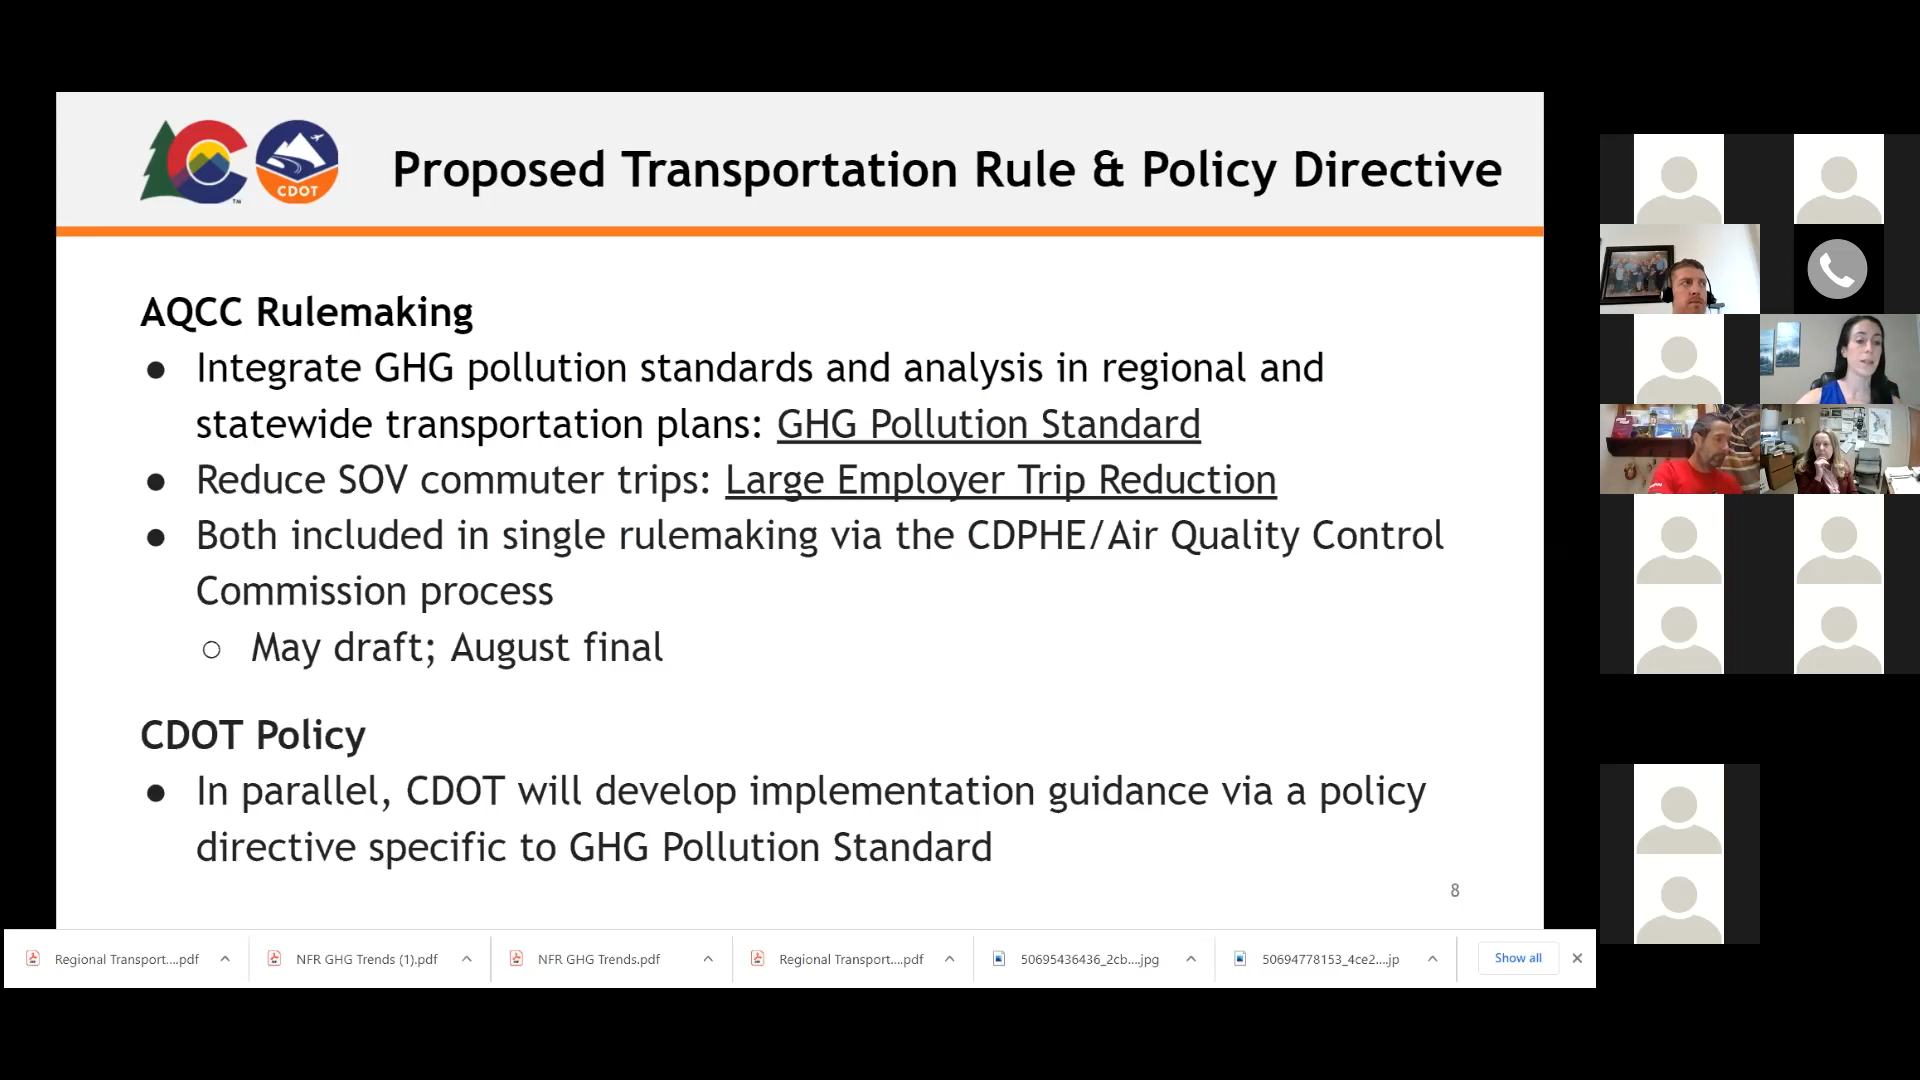 CDOT
TM
Proposed Transportation Rule & Policy Directive
AQCC Rulemaking
● Integrate GHG pollution standards and analysis in regional and
statewide transportation plans: GHG Pollution Standard
● Reduce SOV commuter trips: Large Employer Trip Reduction
● Both included in single rulemaking via the CDPHE/Air Quality Control
Commission process
○ May draft; August final
CDOT Policy
● In parallel, CDOT will develop implementation guidance via a policy
directive specific to GHG Pollution Standard
8
Regional Transport....pdf
NFR GHG Trends (1).pdf
NFR GHG Trends.pdf
Regional Transport....pdf
50695436436_2cb....jpg
50694778153_4ce2....jp
Show all